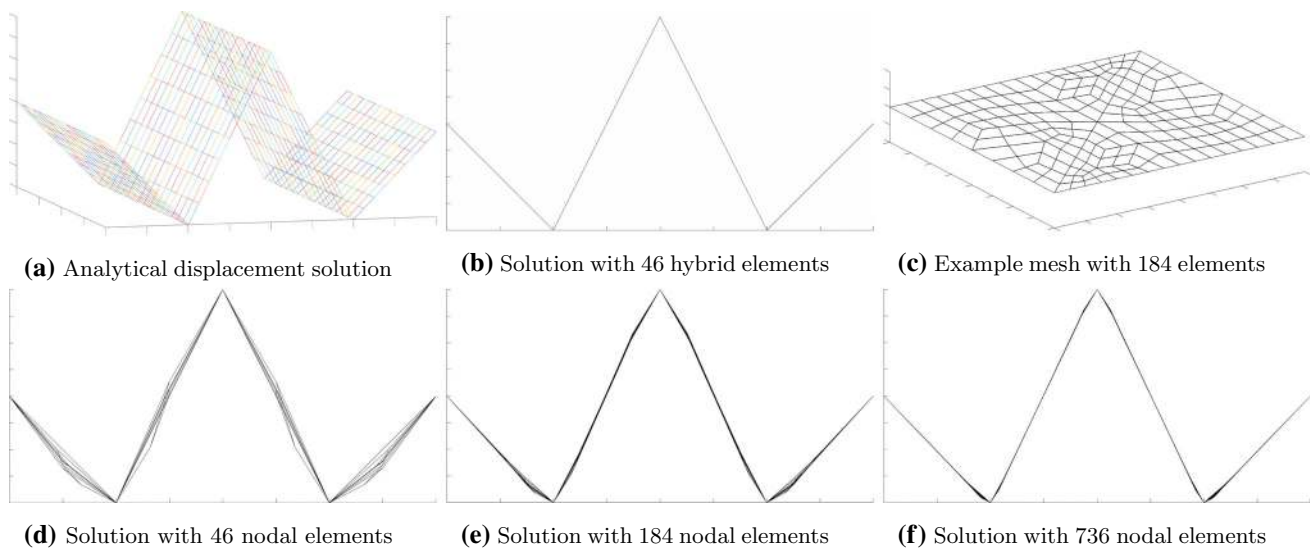 (a) Analytical displacement solution
(b) Solution with 46 hybrid elements
(c) Example mesh with 184 elements
(d) Solution with 46 nodal elements
(e) Solution with 184 nodal elements
(f) Solution with 736 nodal elements